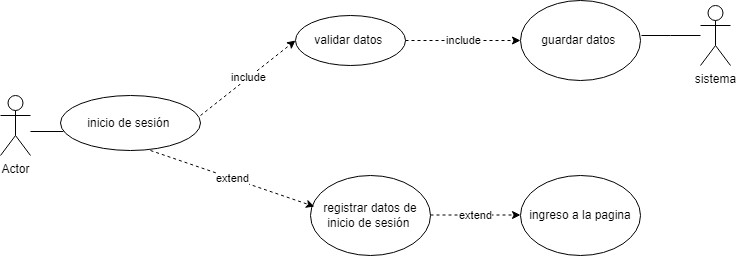 validar datos
include
guardar datos
sistema
include
inicio de sesión
Actor
extend
registrar datos de
inicio de sesión
extend
ingreso a la pagina